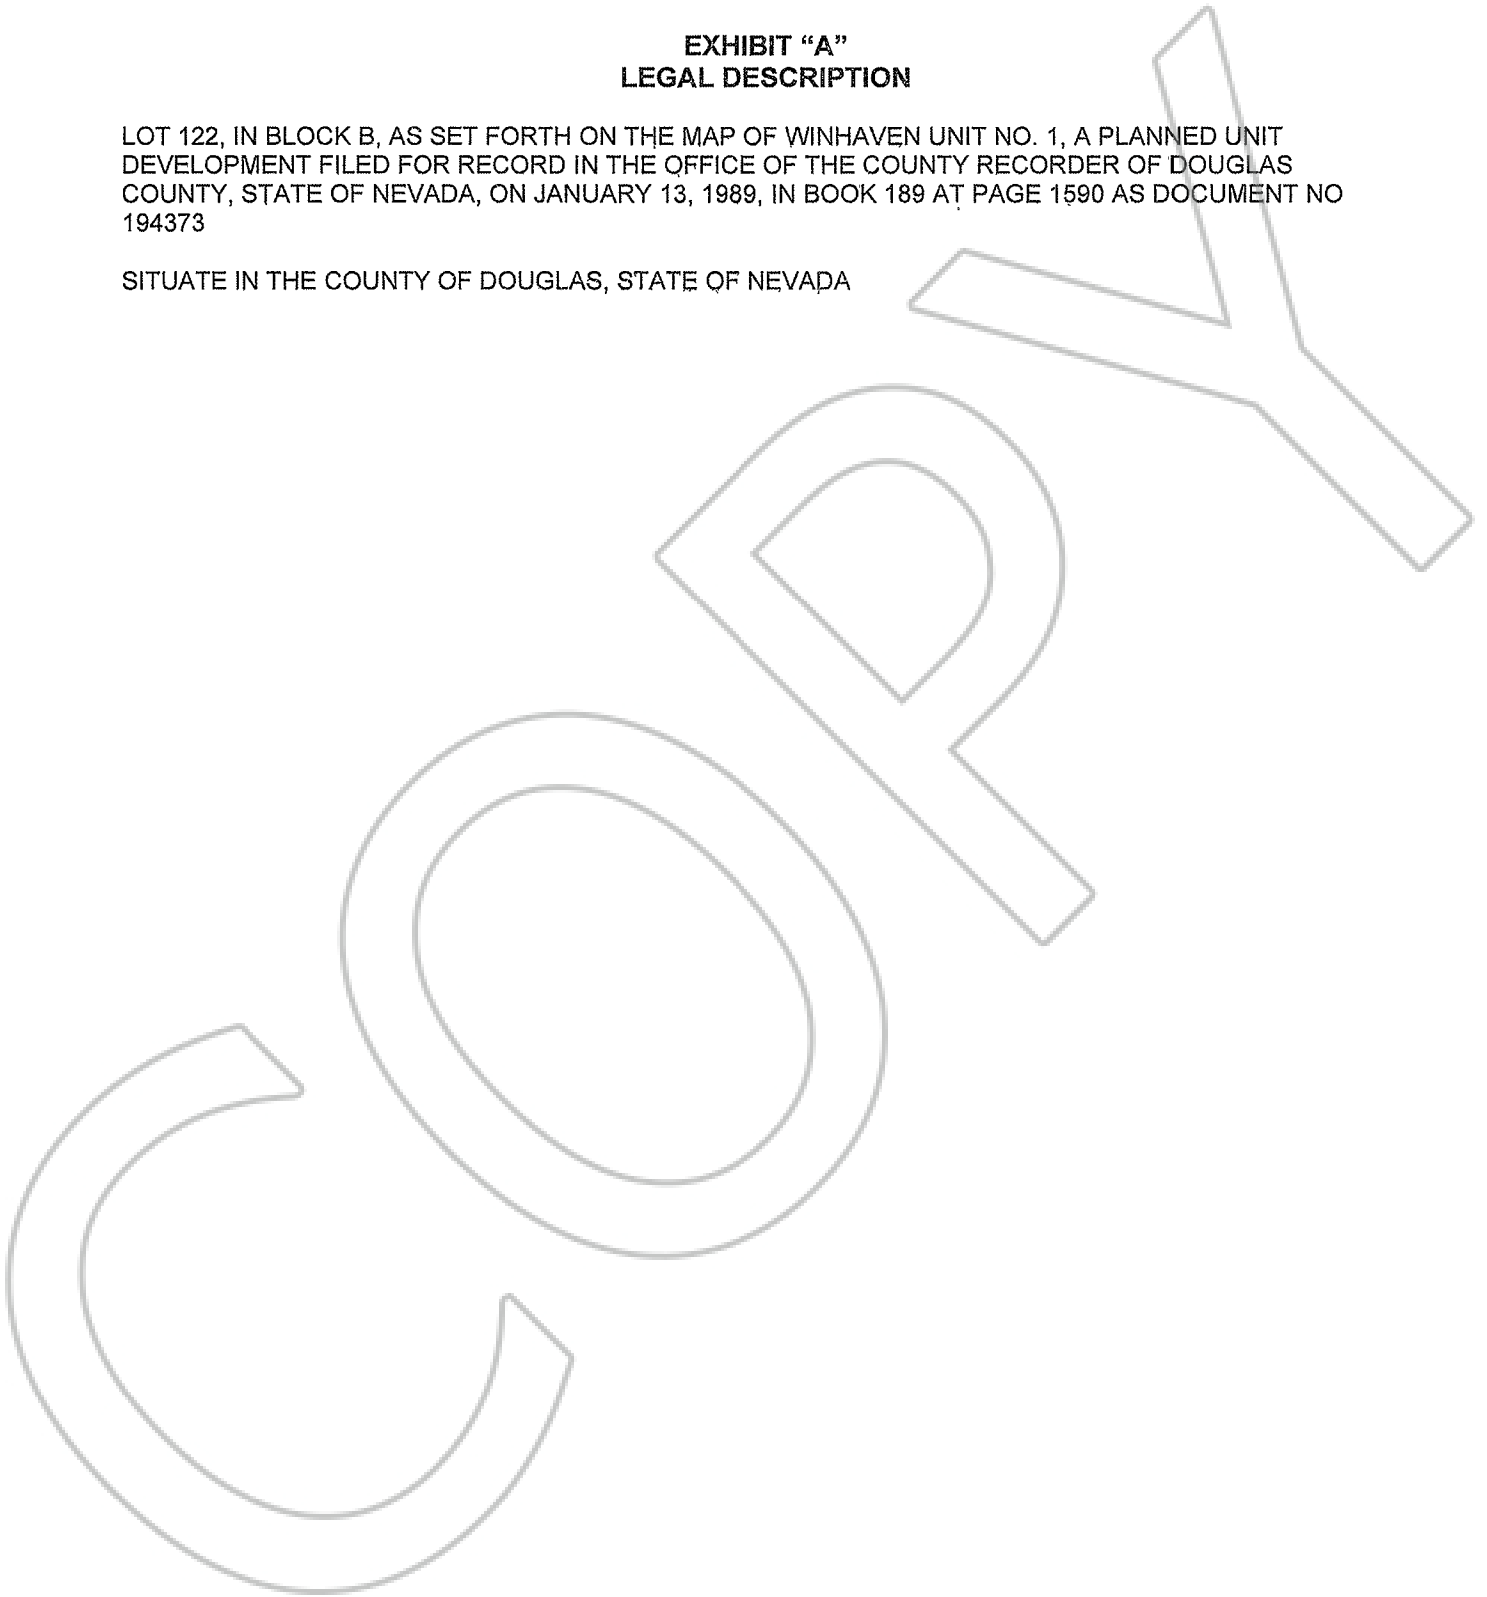 EXHIBIT “A”
LEGAL DESCRIPTION
LOT 122, IN BLOCK B, AS SET FORTH ON THE MAP OF WINHAVEN UNIT NO. 1, A PLANNED UNIT
DEVELOPMENT FILED FOR RECORD IN THE OFFICE OF THE COUNTY RECORDER OF DOUGLAS
COUNTY, STATE OF NEVADA, ON JANUARY 13, 1989, IN BOOK 189 AT PAGE 1590 AS DOCUMENT NO
194373
SITUATE IN THE COUNTY OF DOUGLAS, STATE OF NEVADA
COPY